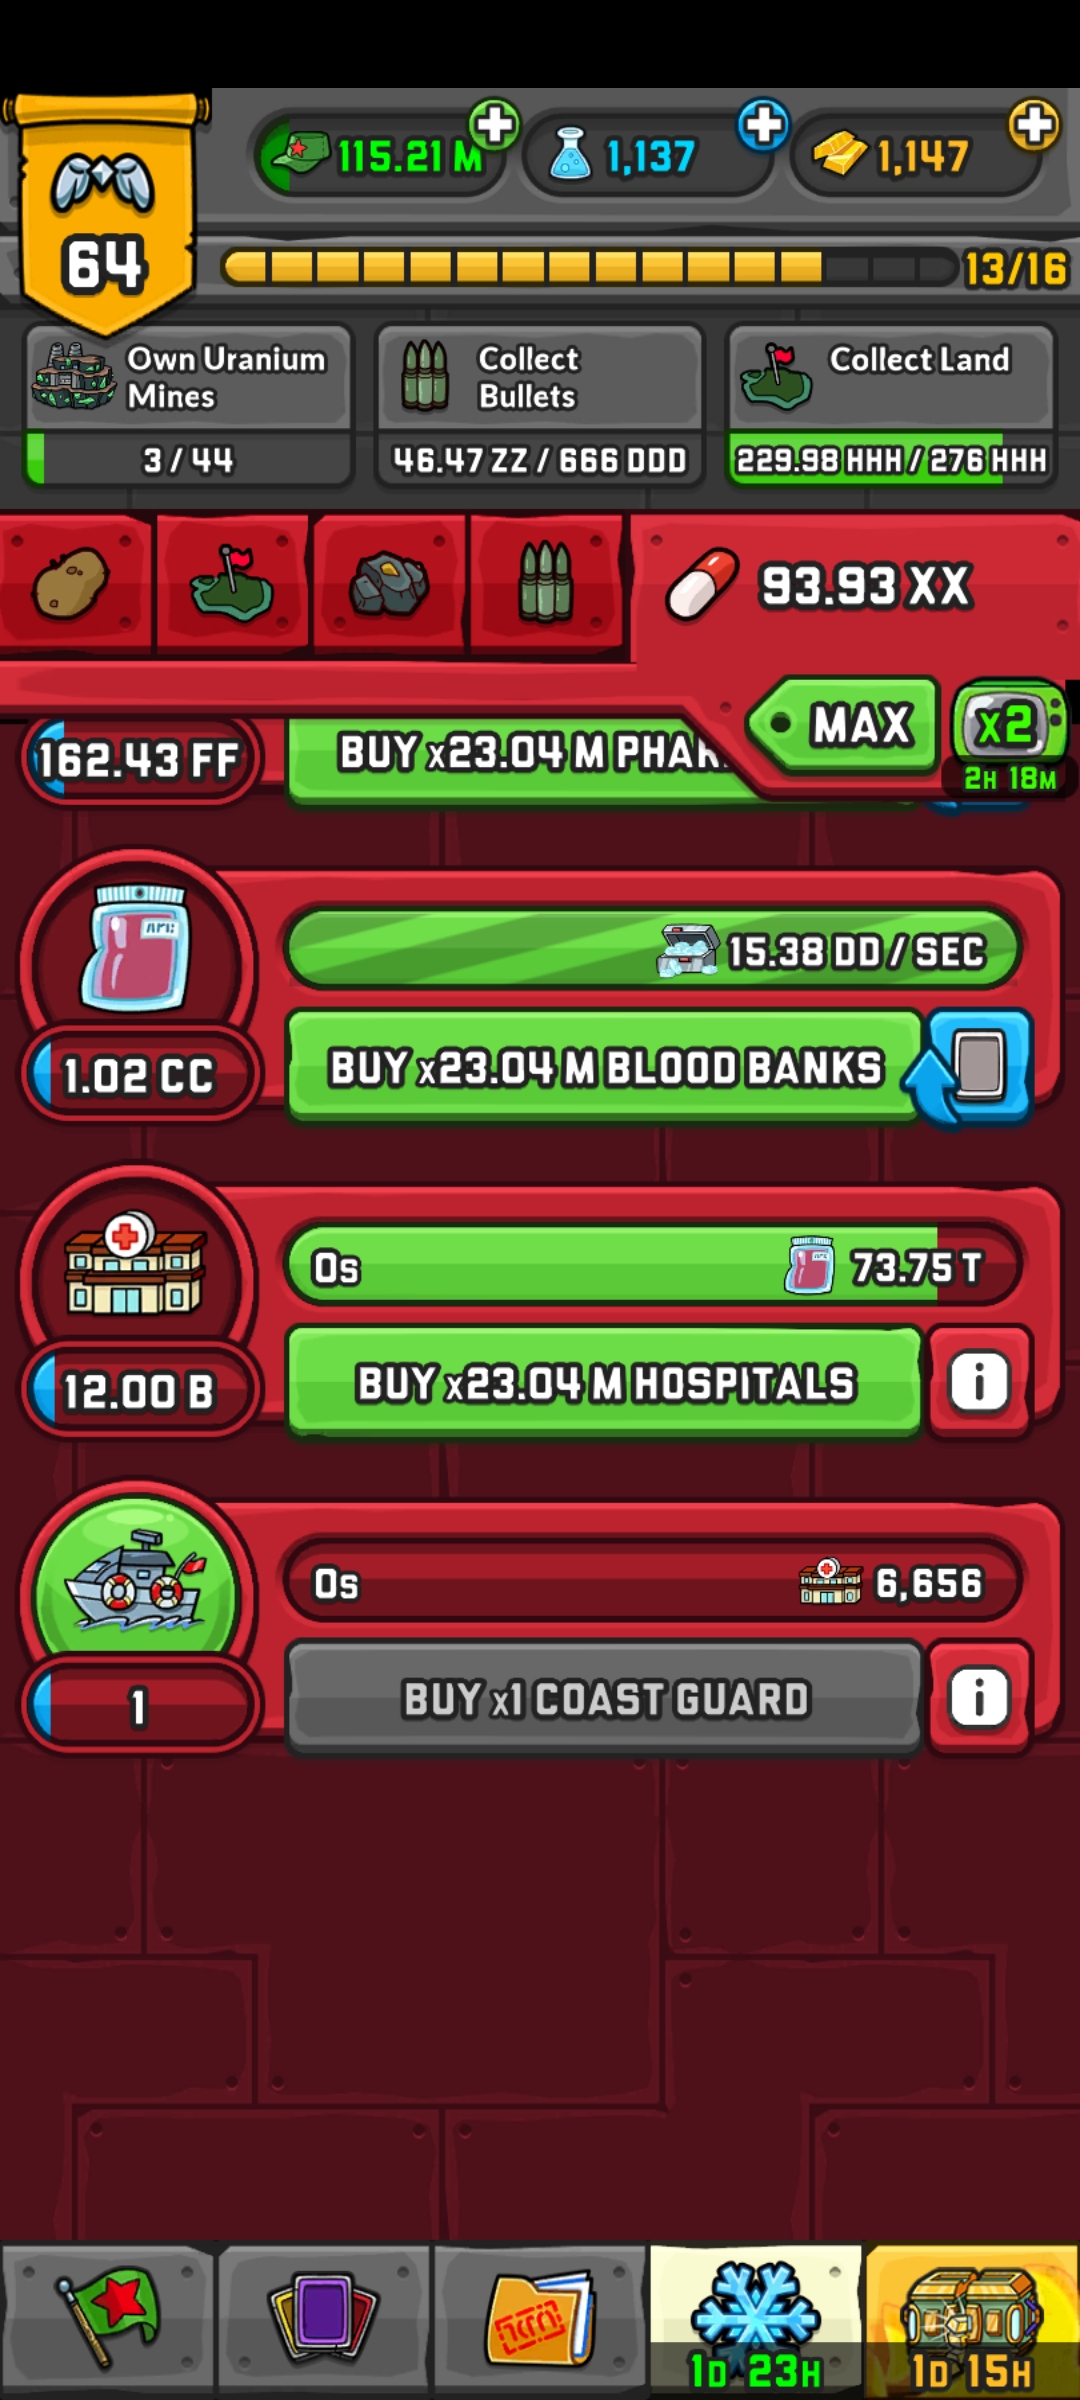 115.21 M
1,137
1,147
64
13/16
Own Uranium
Mines
3 / 44
Collect
Bullets
46.47 ZZ / 666 DDD
Collect Land
229.98 HHH / 276 HHH
93.93 XX
MAX
X2
2H 18M
162.43 FF
BUY x23.04 M PHAR
15.38 DD / SEC
1.02 CC
BUY x23.04 M BLOOD BANKS
0s
73.75 T
12.00 B
BUY x23.04 M HOSPITALS
i
0s
6,656
1
BUY x1 COAST GUARD
i
1D 23H
1D 15H